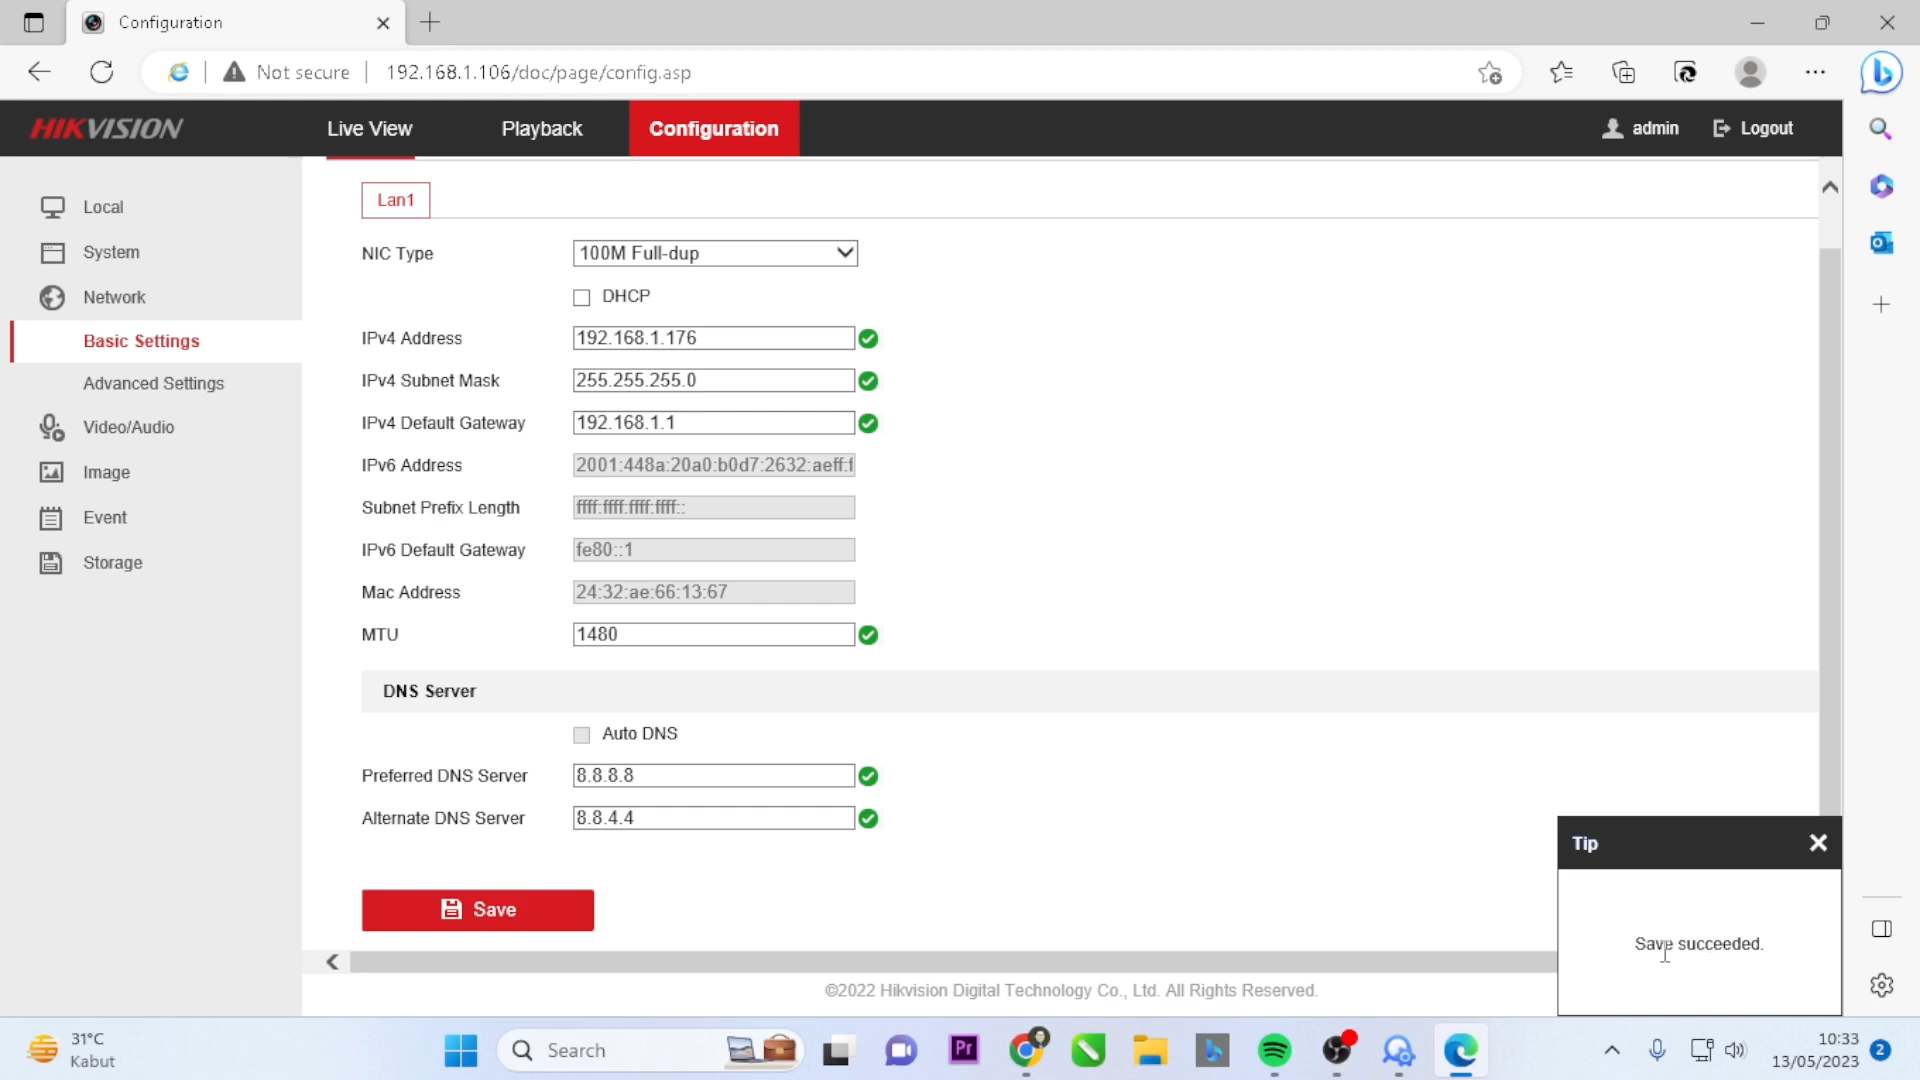 Configuration
Not secure
192.168.1.106/doc/page/config.asp
HIKVISION
Live View
Playback
Configuration
admin
Logout
Local
System
Network
Basic Settings
Advanced Settings
Video/Audio
Image
Event
Storage
Lan1
NIC Type
100M Full-dup
DHCP
IPv4 Address
192.168.1.176
IPv4 Subnet Mask
255.255.255.0
IPv4 Default Gateway
192.168.1.1
IPv6 Address
2001:448a:20a0:b0d7:2632:aeff:f
Subnet Prefix Length
ffff:ffff:ffff:ffff::
IPv6 Default Gateway
fe80::1
Mac Address
24:32:ae:66:13:67
MTU
1480
DNS Server
Auto DNS
Preferred DNS Server
8.8.8.8
Alternate DNS Server
8.8.4.4
Save
Tip
Save succeeded.
©2022 Hikvision Digital Technology Co., Ltd. All Rights Reserved.
31°C
Kabut
Search
Pr
10:33
13/05/2023
2